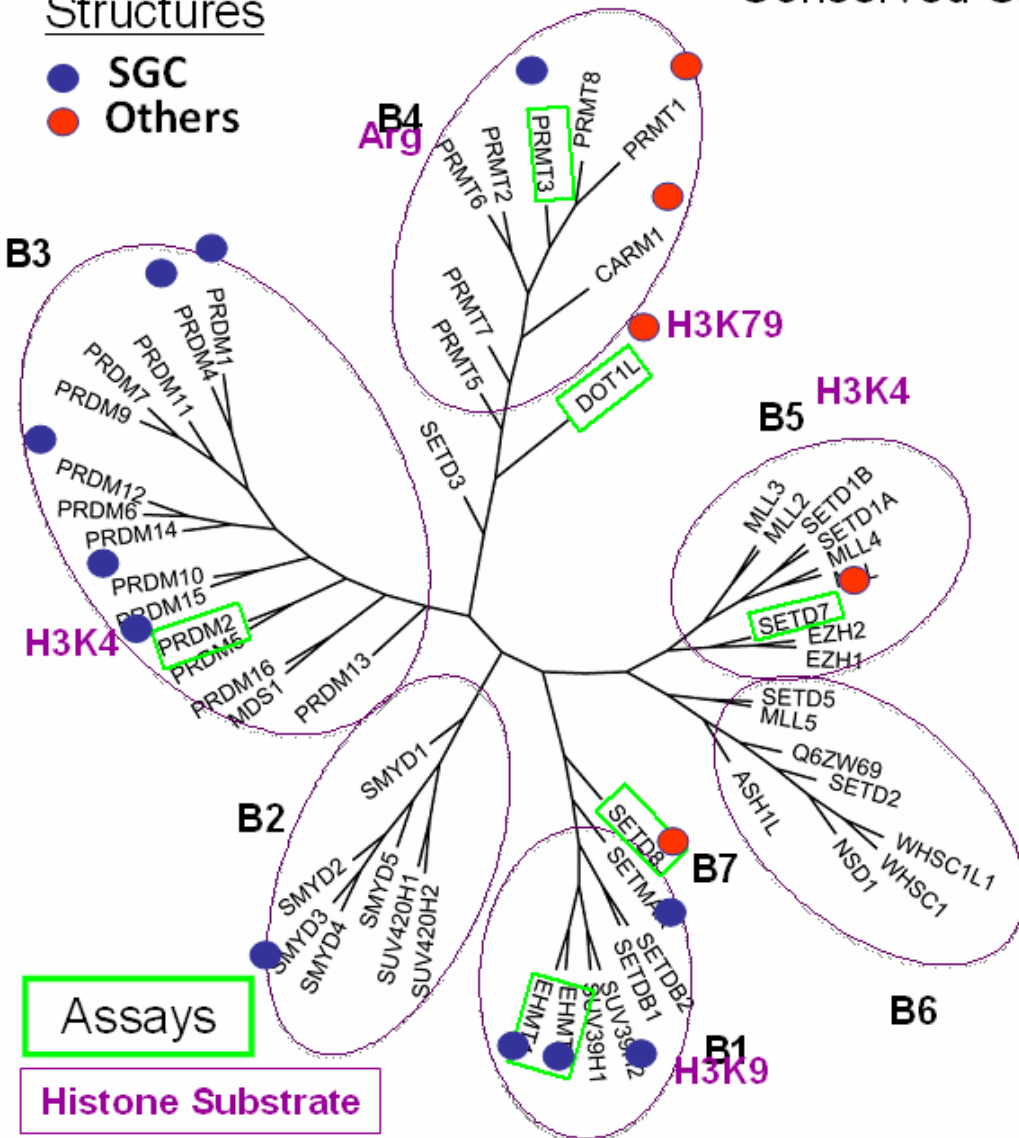 Structures
SGC
Others
B4
Arg
PRMT6
PRMT2
PRMT3
PRMT8
PRMT1
CARM1
PRMT7
PRMT5
H3K79
DOT1L
SETD3
B3
PRDM1
PRDM4
PRDM11
PRDM7
PRDM9
PRDM12
PRDM6
PRDM14
PRDM10
PRDM15
PRDM2
PRDM5
PRDM16
MDS1
PRDM13
H3K4
H3K4
B5
MLL3
MLL2
SETD1B
SETD1A
MLL4
SETD7
EZH2
EZH1
SETD5
MLL5
Q6ZW69
SETD2
ASH1L
WHSC1L1
WHSC1
NSD1
B6
B2
SMYD1
SMYD2
SMYD3
SMYD4
SMYD5
SUV420H1
SUV420H2
SETD8
B7
SETDB2
SETDB1
SUV39H1
B1
H3K9
Assays
Histone Substrate